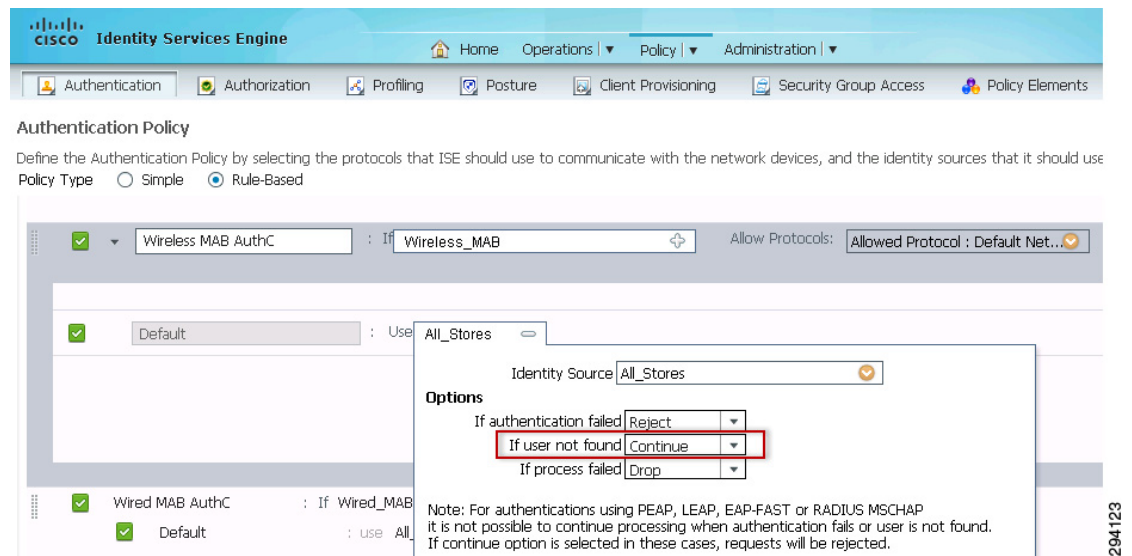 CISCO Identity Services Engine
Home Operations Policy Administration
Authentication Authorization Profiling Posture Client Provisioning Security Group Access Policy Elements
Authentication Policy
Define the Authentication Policy by selecting the protocols that ISE should use to communicate with the network devices, and the identity sources that it should use
Policy Type Simple Rule-Based
Wireless MAB AuthC : If Wireless_MAB Allow Protocols: Allowed Protocol : Default Net...
Default : Use All_Stores
Identity Source All_Stores
Options
If authentication failed Reject
If user not found Continue
If process failed Drop
Wired MAB AuthC : If Wired_MAB
Default : use All_
Note: For authentications using PEAP, LEAP, EAP-FAST or RADIUS MSCHAP
it is not possible to continue processing when authentication fails or user is not found.
If continue option is selected in these cases, requests will be rejected.
294123